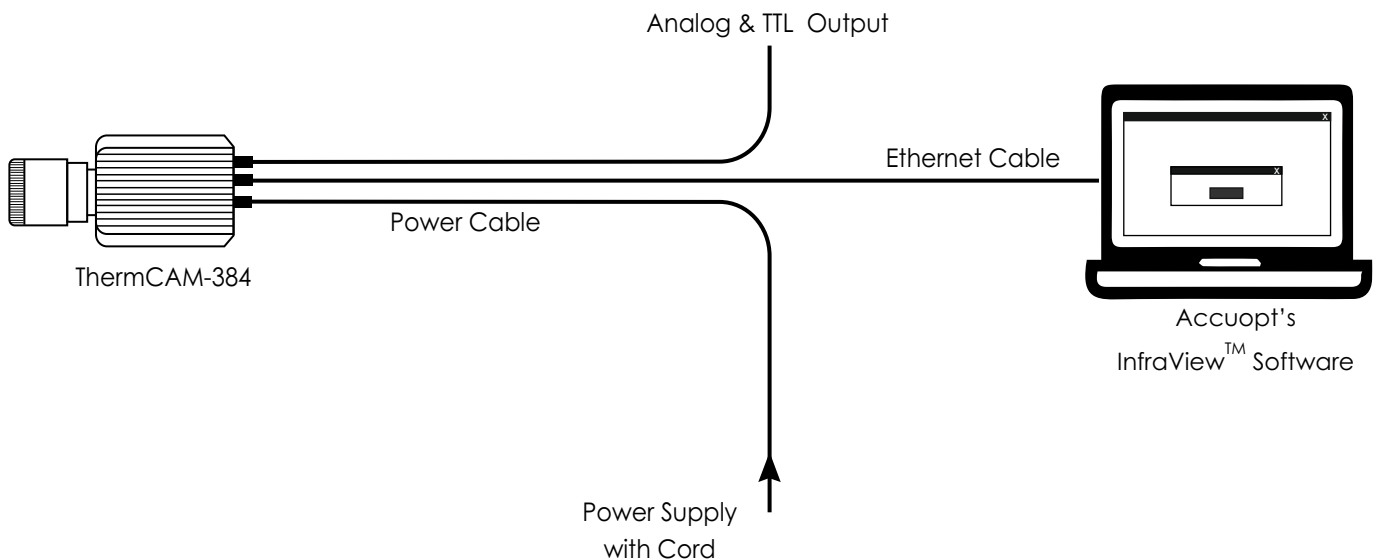 Analog & TTL Output
Ethernet Cable
Power Cable
ThermCAM-384
X
X
Accuopt's
InfraView™ Software
Power Supply
with Cord